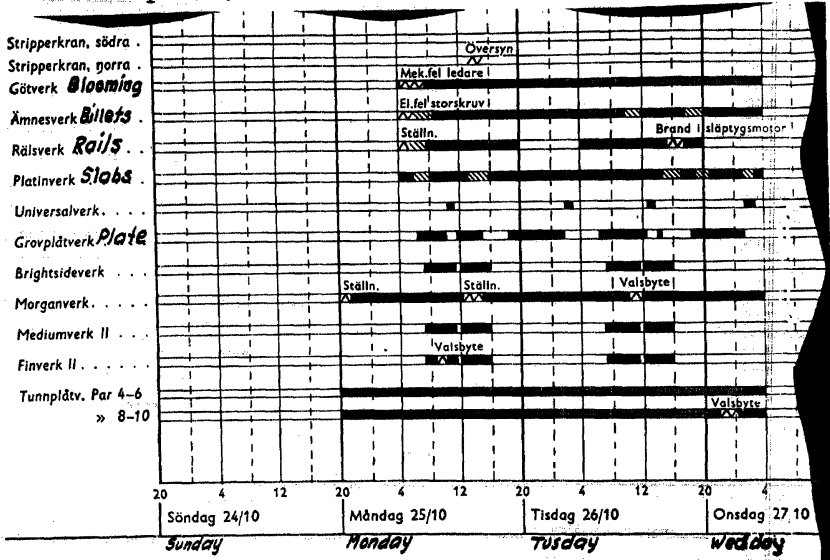 Stripperkran, södra .
Översyn
Stripperkran, norra .
Mek.fel ledare
Götverk Blooming
El.fel storskruv
Ämnesverk Billets .
Ställn. Brand i släptygsmotor
Rälsverk Rails . .
Platinverk Slabs .
Universalverk. . . . .
Grovplåtverk Plate
Brightsideverk . . . .
Ställn. Ställn. Valsbyte
Morganverk. . . . . .
Mediumverk II . . . .
Valsbyte
Finverk II . . . . . .
Tunnplåtv. Par 4–6
Valsbyte
» 8–10
20 4 12 20 4 12 20 4 12 20 4
Söndag 24/10 Måndag 25/10 Tisdag 26/10 Onsdag 27 10
Sunday Monday Tuesday Wedday